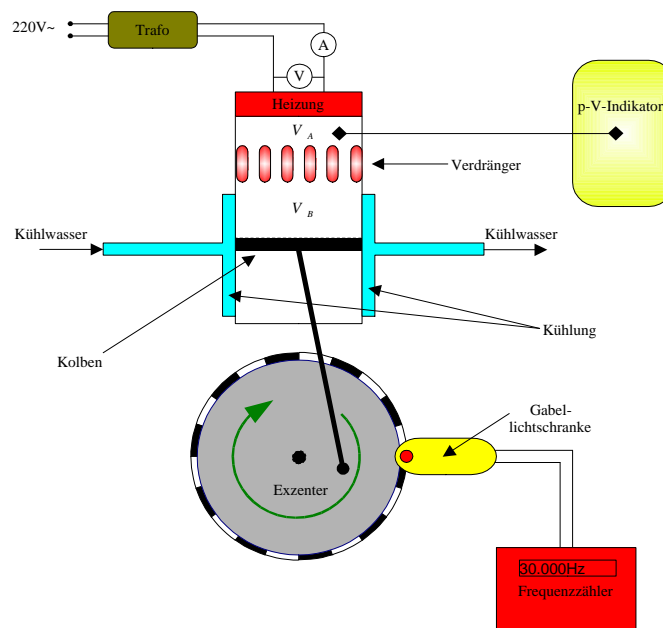 220V~
Trafo
A
V
Heizung
p-V-Indikator
V A
Verdränger
V B
Kühlwasser
Kühlwasser
Kühlung
Kolben
Gabel-
lichtschranke
Exzenter
30.000Hz
Frequenzzähler